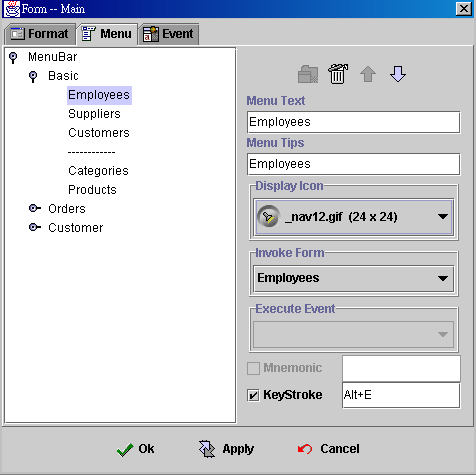 Form -- Main
Format Menu Event
MenuBar
Basic
Employees
Suppliers
Customers
------------
Categories
Products
Orders
Customer
Menu Text
Employees
Menu Tips
Employees
Display Icon
_nav12.gif (24 x 24)
Invoke Form
Employees
Execute Event
Mnemonic
KeyStroke Alt+E
Ok Apply Cancel